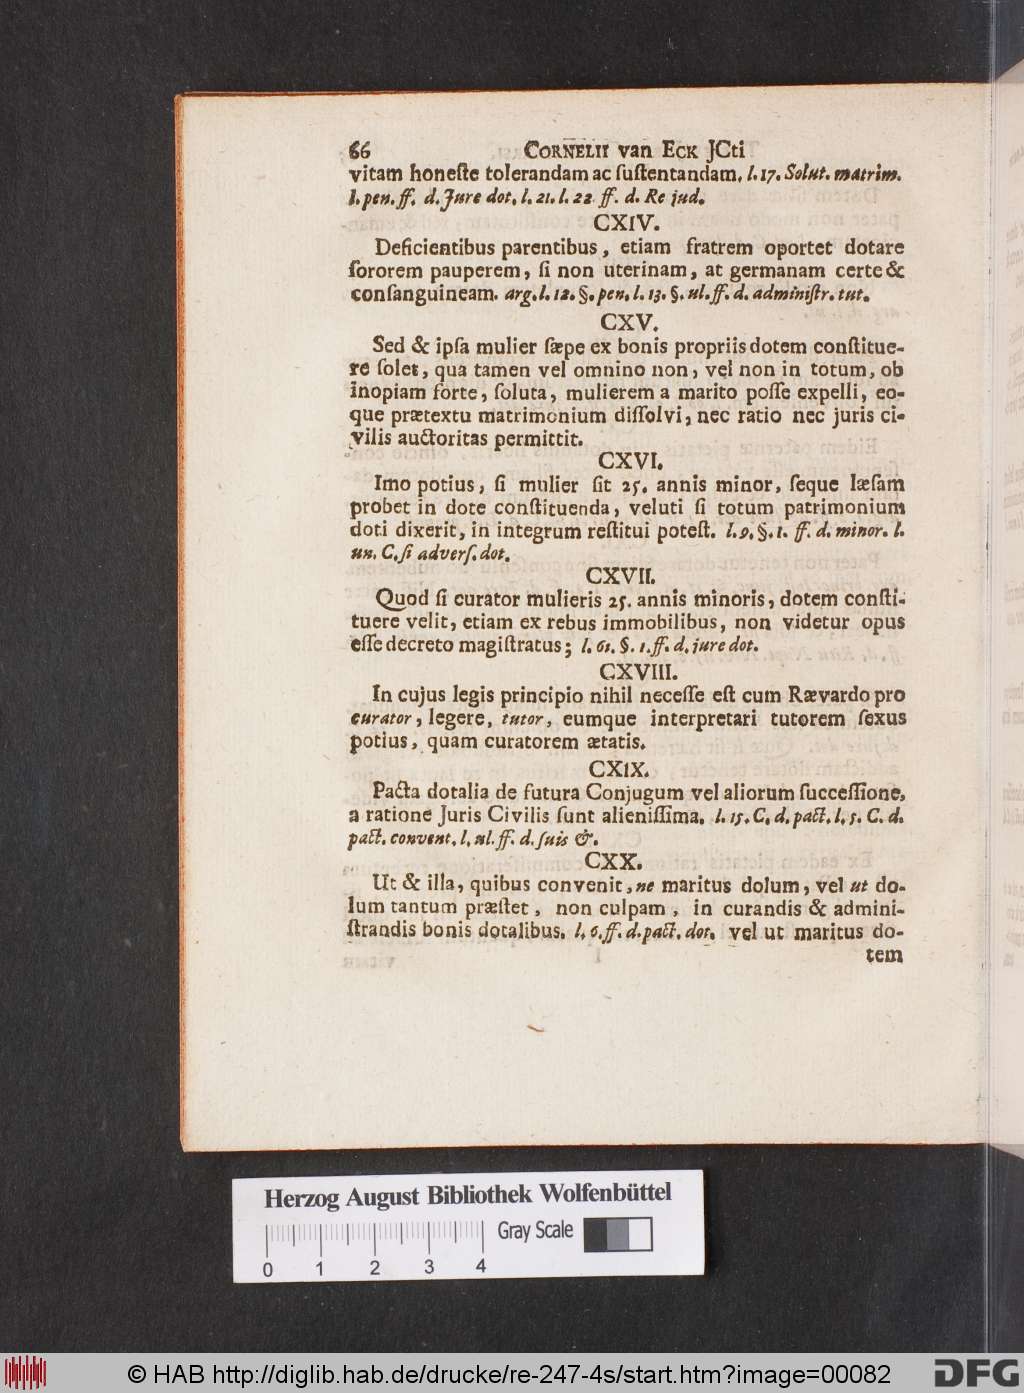 66 CORNELII van ECK JCti
vitam honeſte tolerandam ac ſuſtentandam. l. 17. Solut. matrim.
l. pen. ff. d. Jure dot. l. 21. l. 22 ff. d. Re jud.
CXIV.
Deficientibus parentibus, etiam fratrem oportet dotare
ſororem pauperem, ſi non uterinam, at germanam certe &
conſanguineam. arg. l. 12. §. pen. l. 13. §. ul. ff. d. adminiſtr. tut.
CXV.
Sed & ipſa mulier ſæpe ex bonis propriis dotem conſtitue-
re ſolet, qua tamen vel omnino non, vel non in totum, ob
inopiam forte, ſoluta, mulierem a marito poſſe expelli, eo-
que prætextu matrimonium diſſolvi, nec ratio nec juris ci-
vilis auctoritas permittit.
CXVI.
Imo potius, ſi mulier ſit 25. annis minor, ſeque læſam
probet in dote conſtituenda, veluti ſi totum patrimonium
doti dixerit, in integrum reſtitui poteſt. l. 9. §. 1. ff. d. minor. l.
un. C. ſi adverſ. dot.
CXVII.
Quod ſi curator mulieris 25. annis minoris, dotem conſti-
tuere velit, etiam ex rebus immobilibus, non videtur opus
eſſe decreto magiſtratus; l. 61. §. 1. ff. d. jure dot.
CXVIII.
In cujus legis principio nihil neceſſe eſt cum Rævardo pro
curator, legere, tutor, eumque interpretari tutorem ſexus
potius, quam curatorem ætatis.
CXIX.
Pacta dotalia de futura Conjugum vel aliorum ſucceſſione,
a ratione Juris Civilis ſunt alieniſſima. l. 15. C. d. pact. l. 5. C. d.
pact. convent. l. ul. ff. d. ſuis &.
CXX.
Ut & illa, quibus convenit, ne maritus dolum, vel ut do-
lum tantum præſtet, non culpam, in curandis & admini-
ſtrandis bonis dotalibus. l. 6. ff. d. pact. dot. vel ut maritus do-
tem
Herzog August Bibliothek Wolfenbüttel
Gray Scale
0 1 2 3 4
© HAB http://diglib.hab.de/drucke/re-247-4s/start.htm?image=00082
DFG